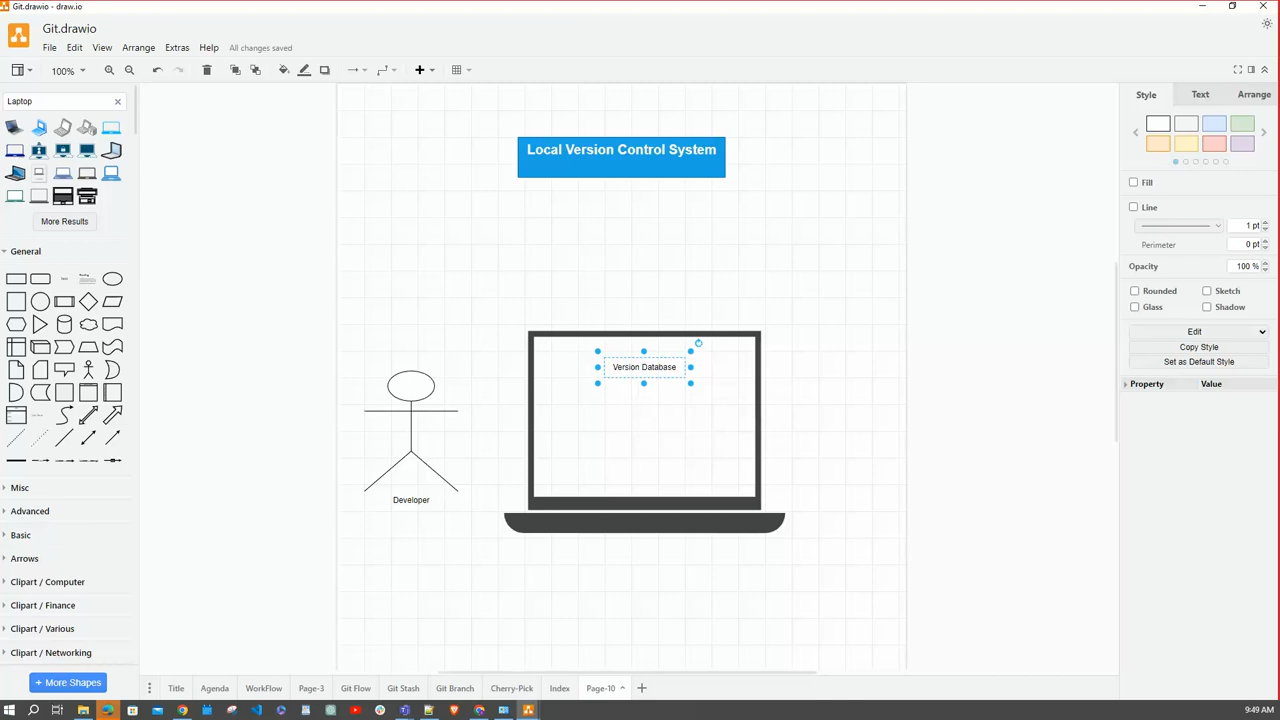 Git.drawio - draw.io
Git.drawio
File Edit View Arrange Extras Help All changes saved
100%
Laptop
More Results
General
Misc
Advanced
Basic
Arrows
Clipart / Computer
Clipart / Finance
Clipart / Various
Clipart / Networking
+ More Shapes
Local Version Control System
Version Database
Developer
Style Text Arrange
Fill
Line
1 pt
Perimeter 0 pt
Opacity 100 %
Rounded Sketch
Glass Shadow
Edit
Copy Style
Set as Default Style
Property Value
Title Agenda WorkFlow Page-3 Git Flow Git Stash Git Branch Cherry-Pick Index Page-10
9:49 AM